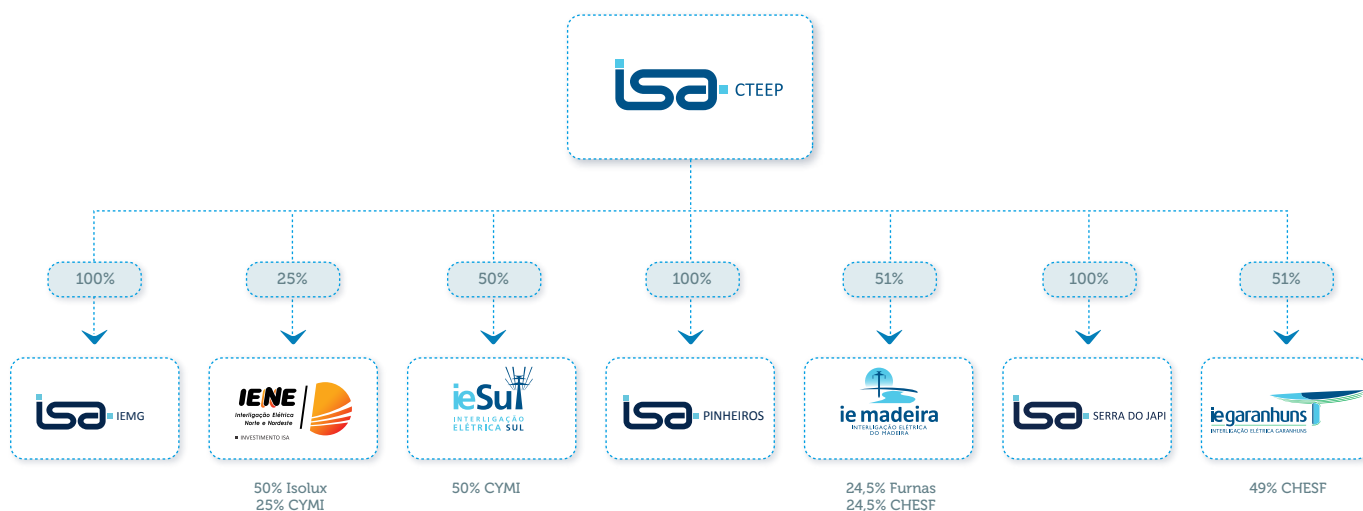 isa CTEEP
100%
25%
50%
100%
51%
100%
51%
isa IEMG
IENE
Interligação Elétrica
Norte e Nordeste
INVESTIMENTO ISA
ieSul
INTERLIGAÇÃO
ELÉTRICA SUL
isa PINHEIROS
ie madeira
INTERLIGAÇÃO ELÉTRICA
DO MADEIRA
isa SERRA DO JAPI
iegaranhuns
INTERLIGAÇÃO ELÉTRICA GARANHUNS
50% Isolux
25% CYMI
50% CYMI
24,5% Furnas
24,5% CHESF
49% CHESF